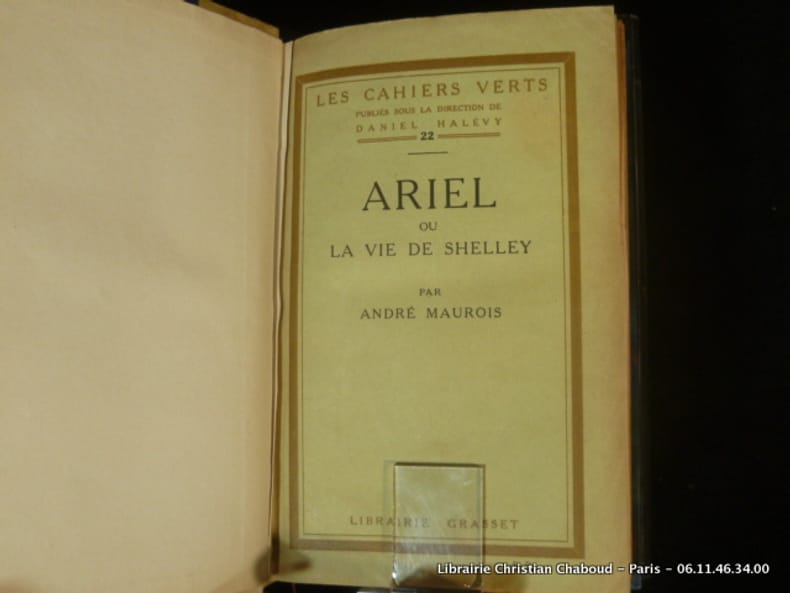 LES CAHIERS VERTS
PUBLIÉS SOUS LA DIRECTION DE
DANIEL HALÉVY
22
ARIEL
OU
LA VIE DE SHELLEY
PAR
ANDRÉ MAUROIS
LIBRAIRIE GRASSET
Librairie Christian Chaboud - Paris - 06.11.46.34.00